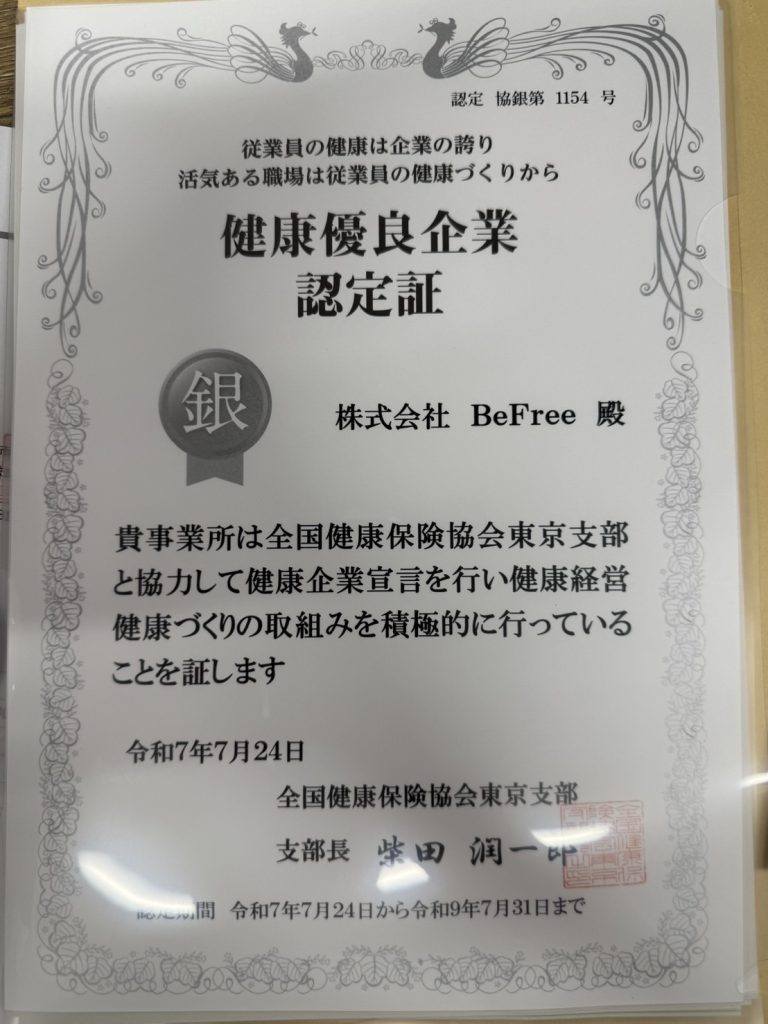 認定 協銀第 1154 号
従業員の健康は企業の誇り
活気ある職場は従業員の健康づくりから
健康優良企業
認定証
銀
株式会社 BeFree 殿
貴事業所は全国健康保険協会東京支部
と協力して健康企業宣言を行い健康経営
健康づくりの取組みを積極的に行っている
ことを証します
令和7年7月24日
全国健康保険協会東京支部
支部長 柴田 潤一郎
認定期間 令和7年7月24日から令和9年7月31日まで